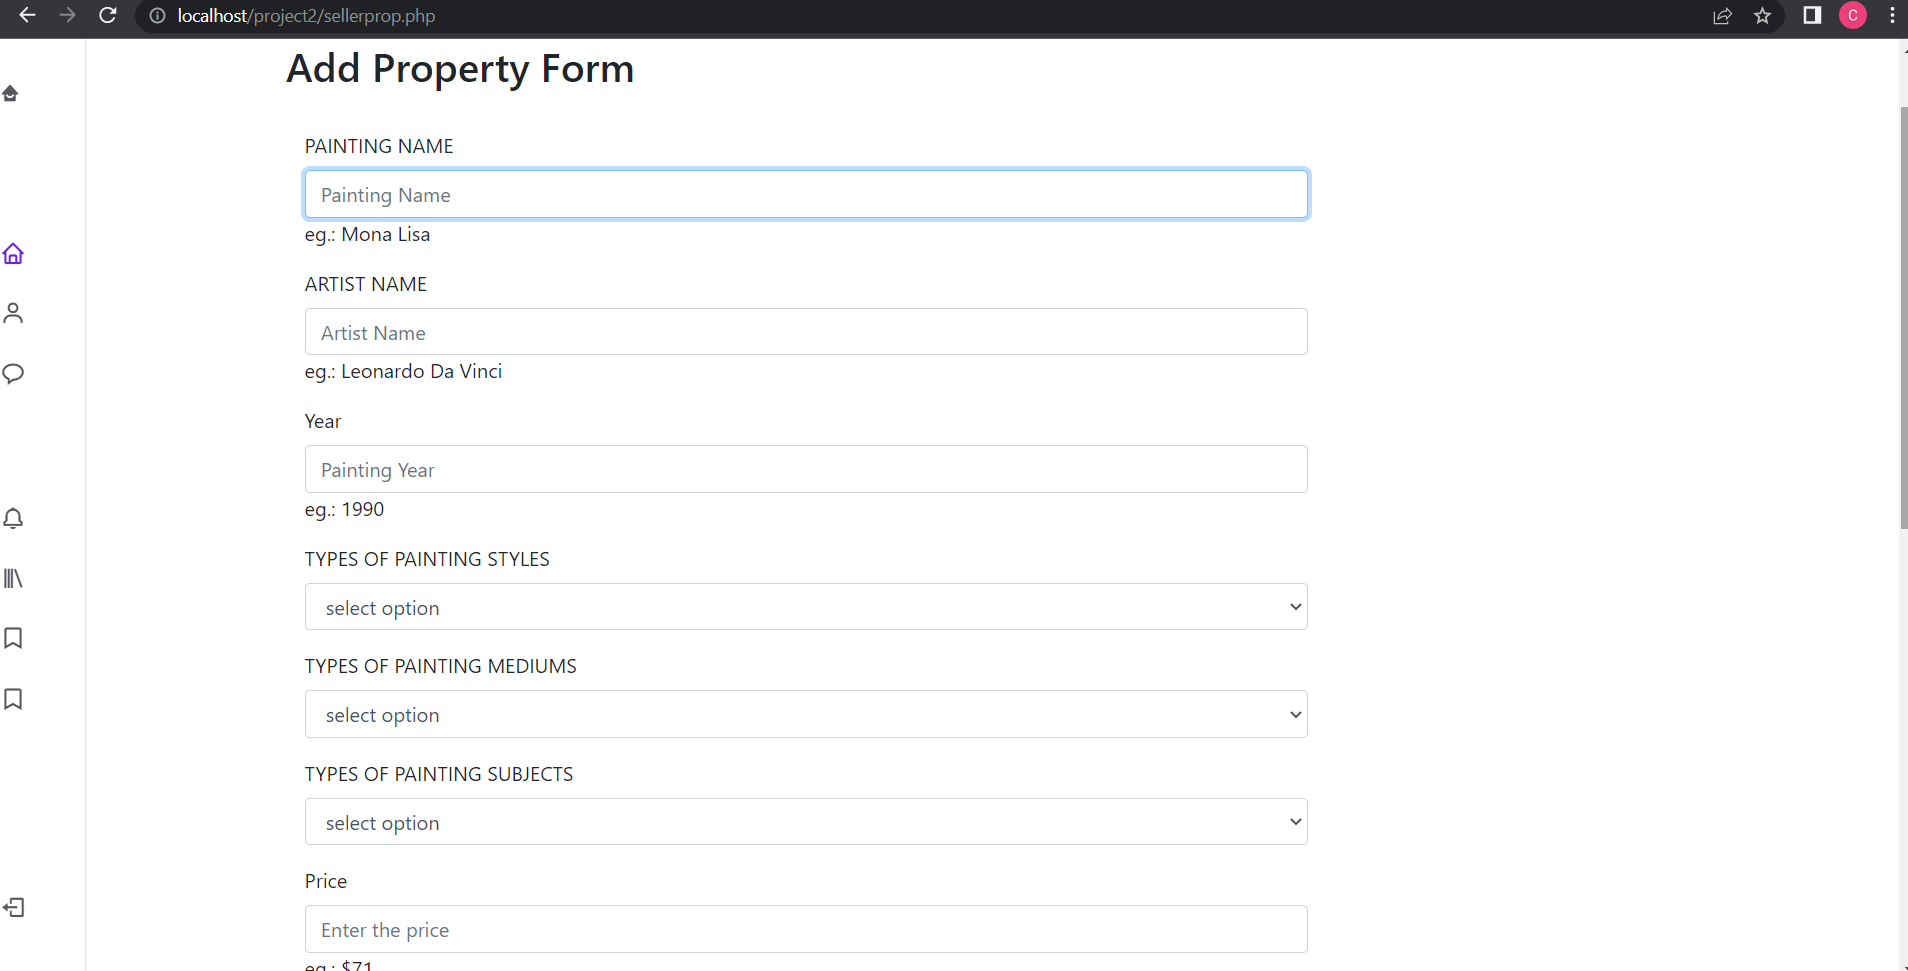 localhost/project2/sellerprop.php
C
Add Property Form
PAINTING NAME
Painting Name
eg.: Mona Lisa
ARTIST NAME
Artist Name
eg.: Leonardo Da Vinci
Year
Painting Year
eg.: 1990
TYPES OF PAINTING STYLES
select option
TYPES OF PAINTING MEDIUMS
select option
TYPES OF PAINTING SUBJECTS
select option
Price
Enter the price
eg.: $71